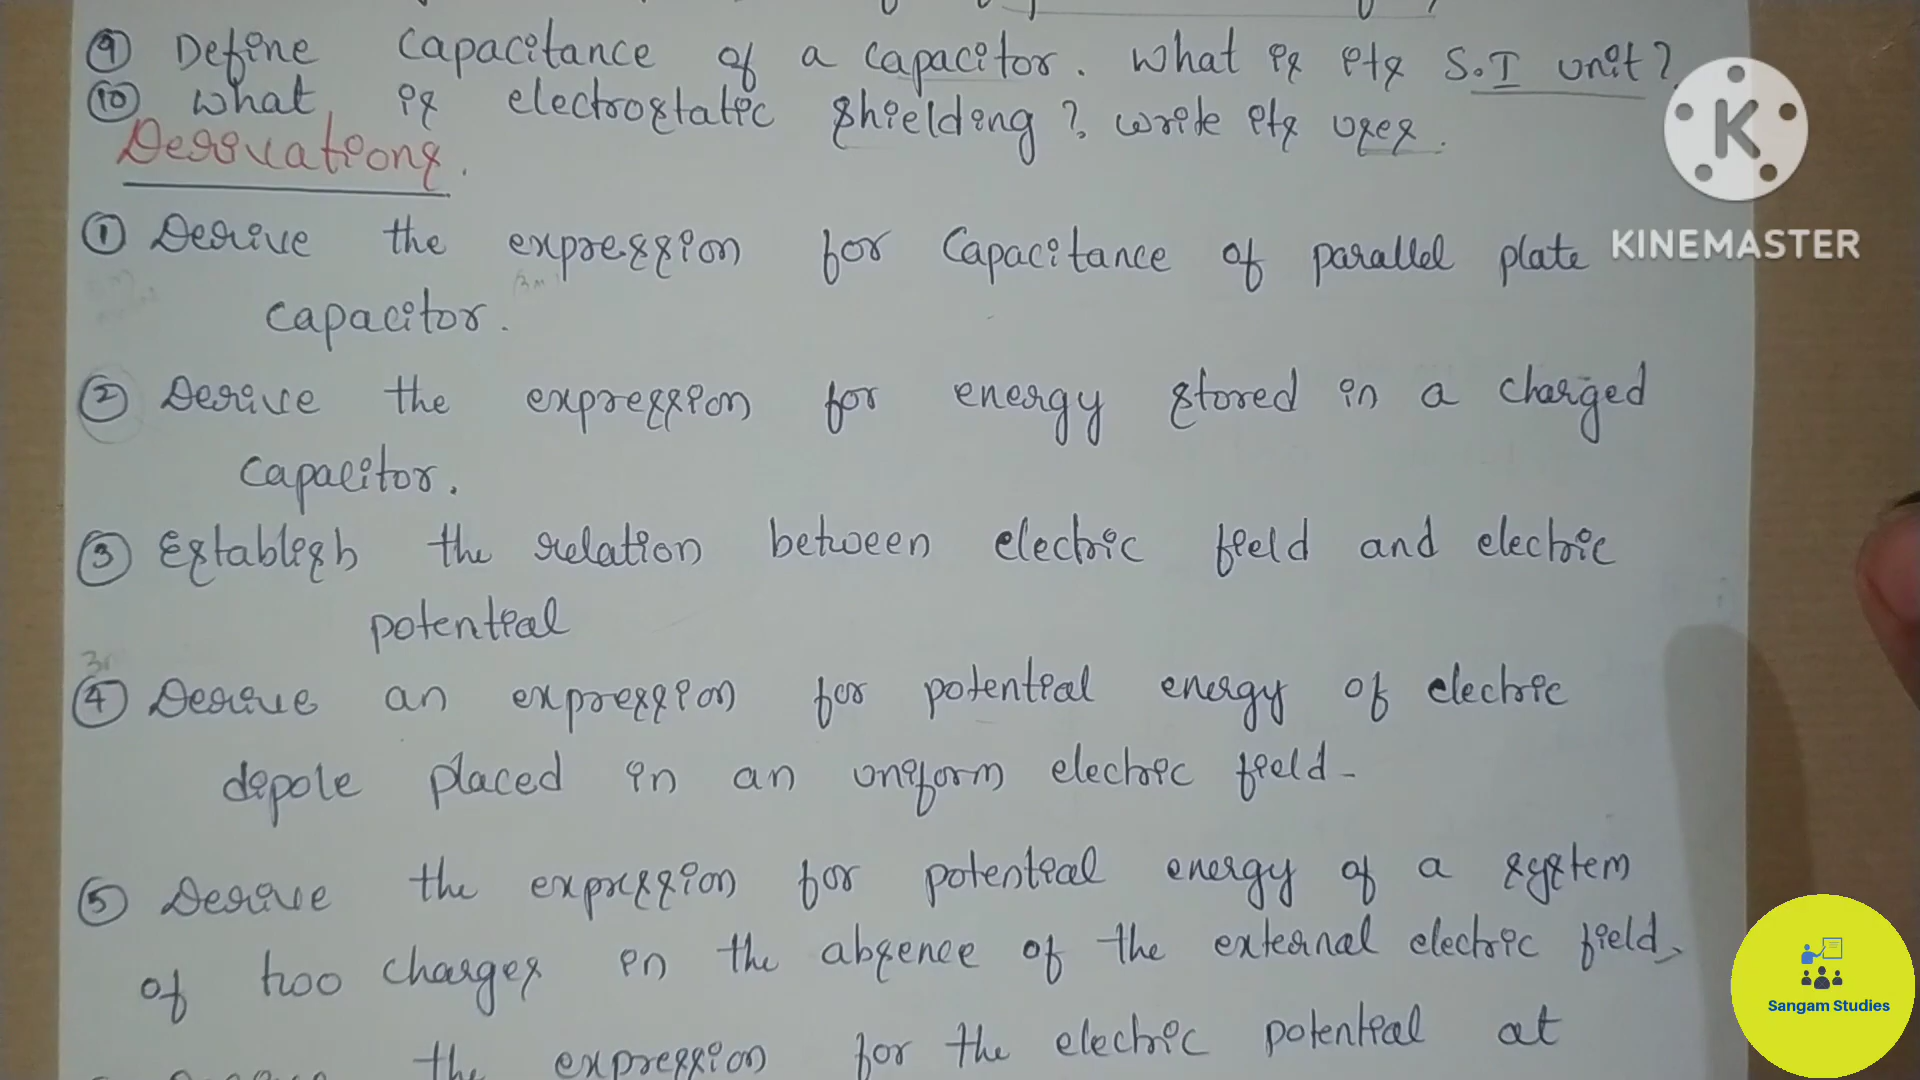 ⑨ Define capacitance of a capacitor. What is its S.I unit?
⑩ What is electrostatic shielding? write its uses.
Derivations.
① Derive the expression for Capacitance of parallel plate
capacitor.
② Derive the expression for energy stored in a charged
capacitor.
③ Establish the relation between electric field and electric
potential
④ Derive an expression for potential energy of electric
dipole placed in an uniform electric field-
⑤ Derive the expression for potential energy of a system
of two charges in the absence of the external electric field,
the expression for the electric potential at
K
KINEMASTER
Sangam Studies